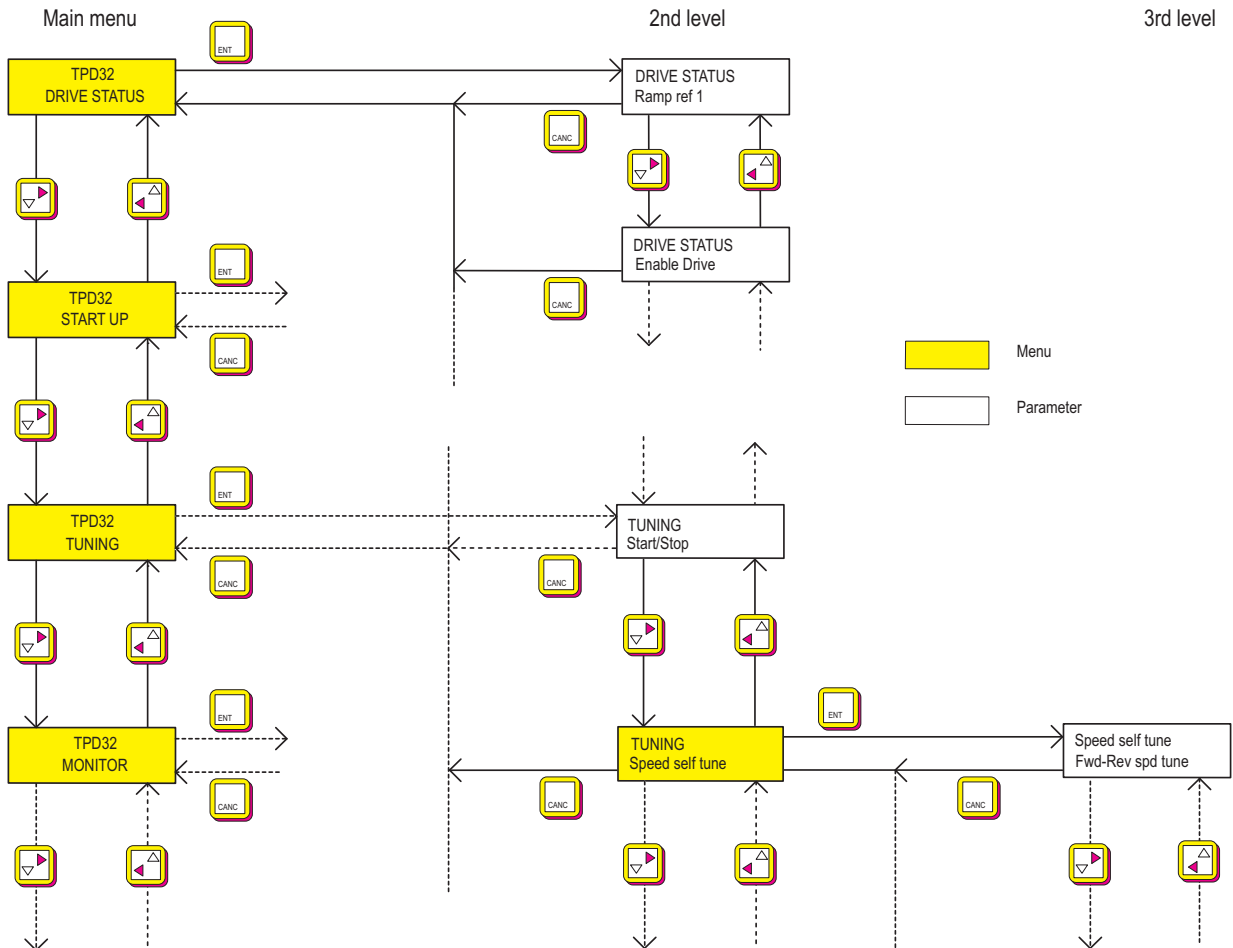 Main menu
2nd level
3rd level
ENT
TPD32
DRIVE STATUS
DRIVE STATUS
Ramp ref 1
CANC
DRIVE STATUS
Enable Drive
CANC
ENT
TPD32
START UP
CANC
Menu
Parameter
ENT
TPD32
TUNING
CANC
TUNING
Start/Stop
CANC
ENT
TPD32
MONITOR
CANC
TUNING
Speed self tune
CANC
ENT
Speed self tune
Fwd-Rev spd tune
CANC